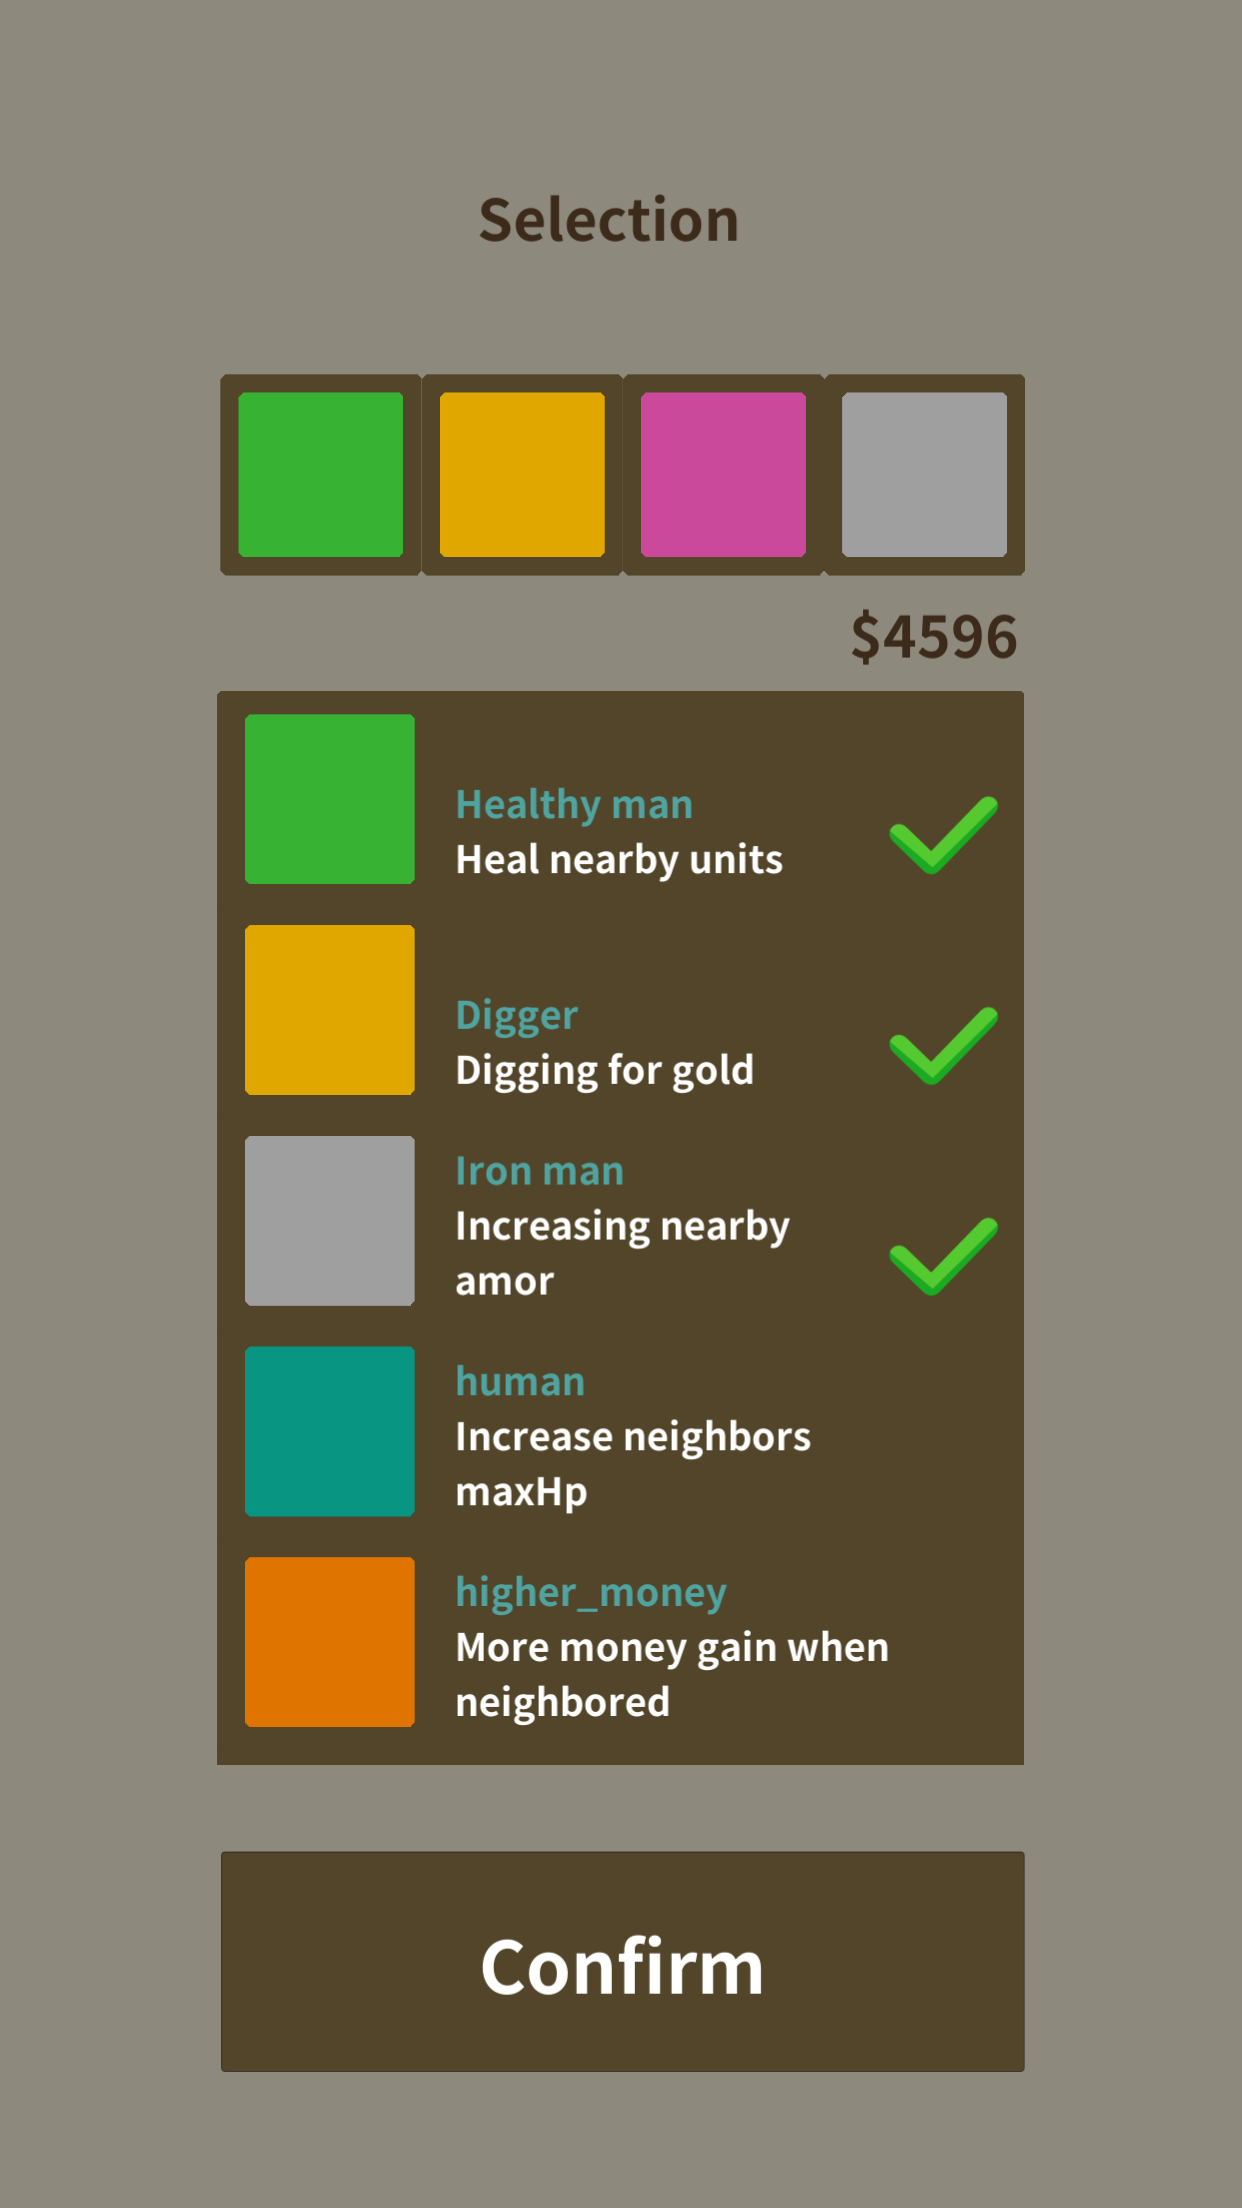 Selection
$4596
Healthy man
Heal nearby units
Digger
Digging for gold
Iron man
Increasing nearby
amor
human
Increase neighbors
maxHp
higher_money
More money gain when
neighbored
Confirm